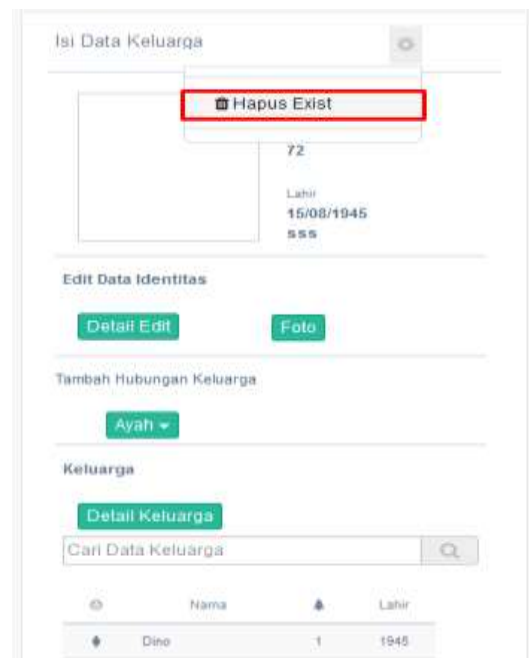 Isi Data Keluarga
Hapus Exist
72
Lahir
15/08/1945
sss
Edit Data Identitas
Detail Edit Foto
Tambah Hubungan Keluarga
Ayah
Keluarga
Detail Keluarga
Cari Data Keluarga
Nama Lahir
Dino 1 1945